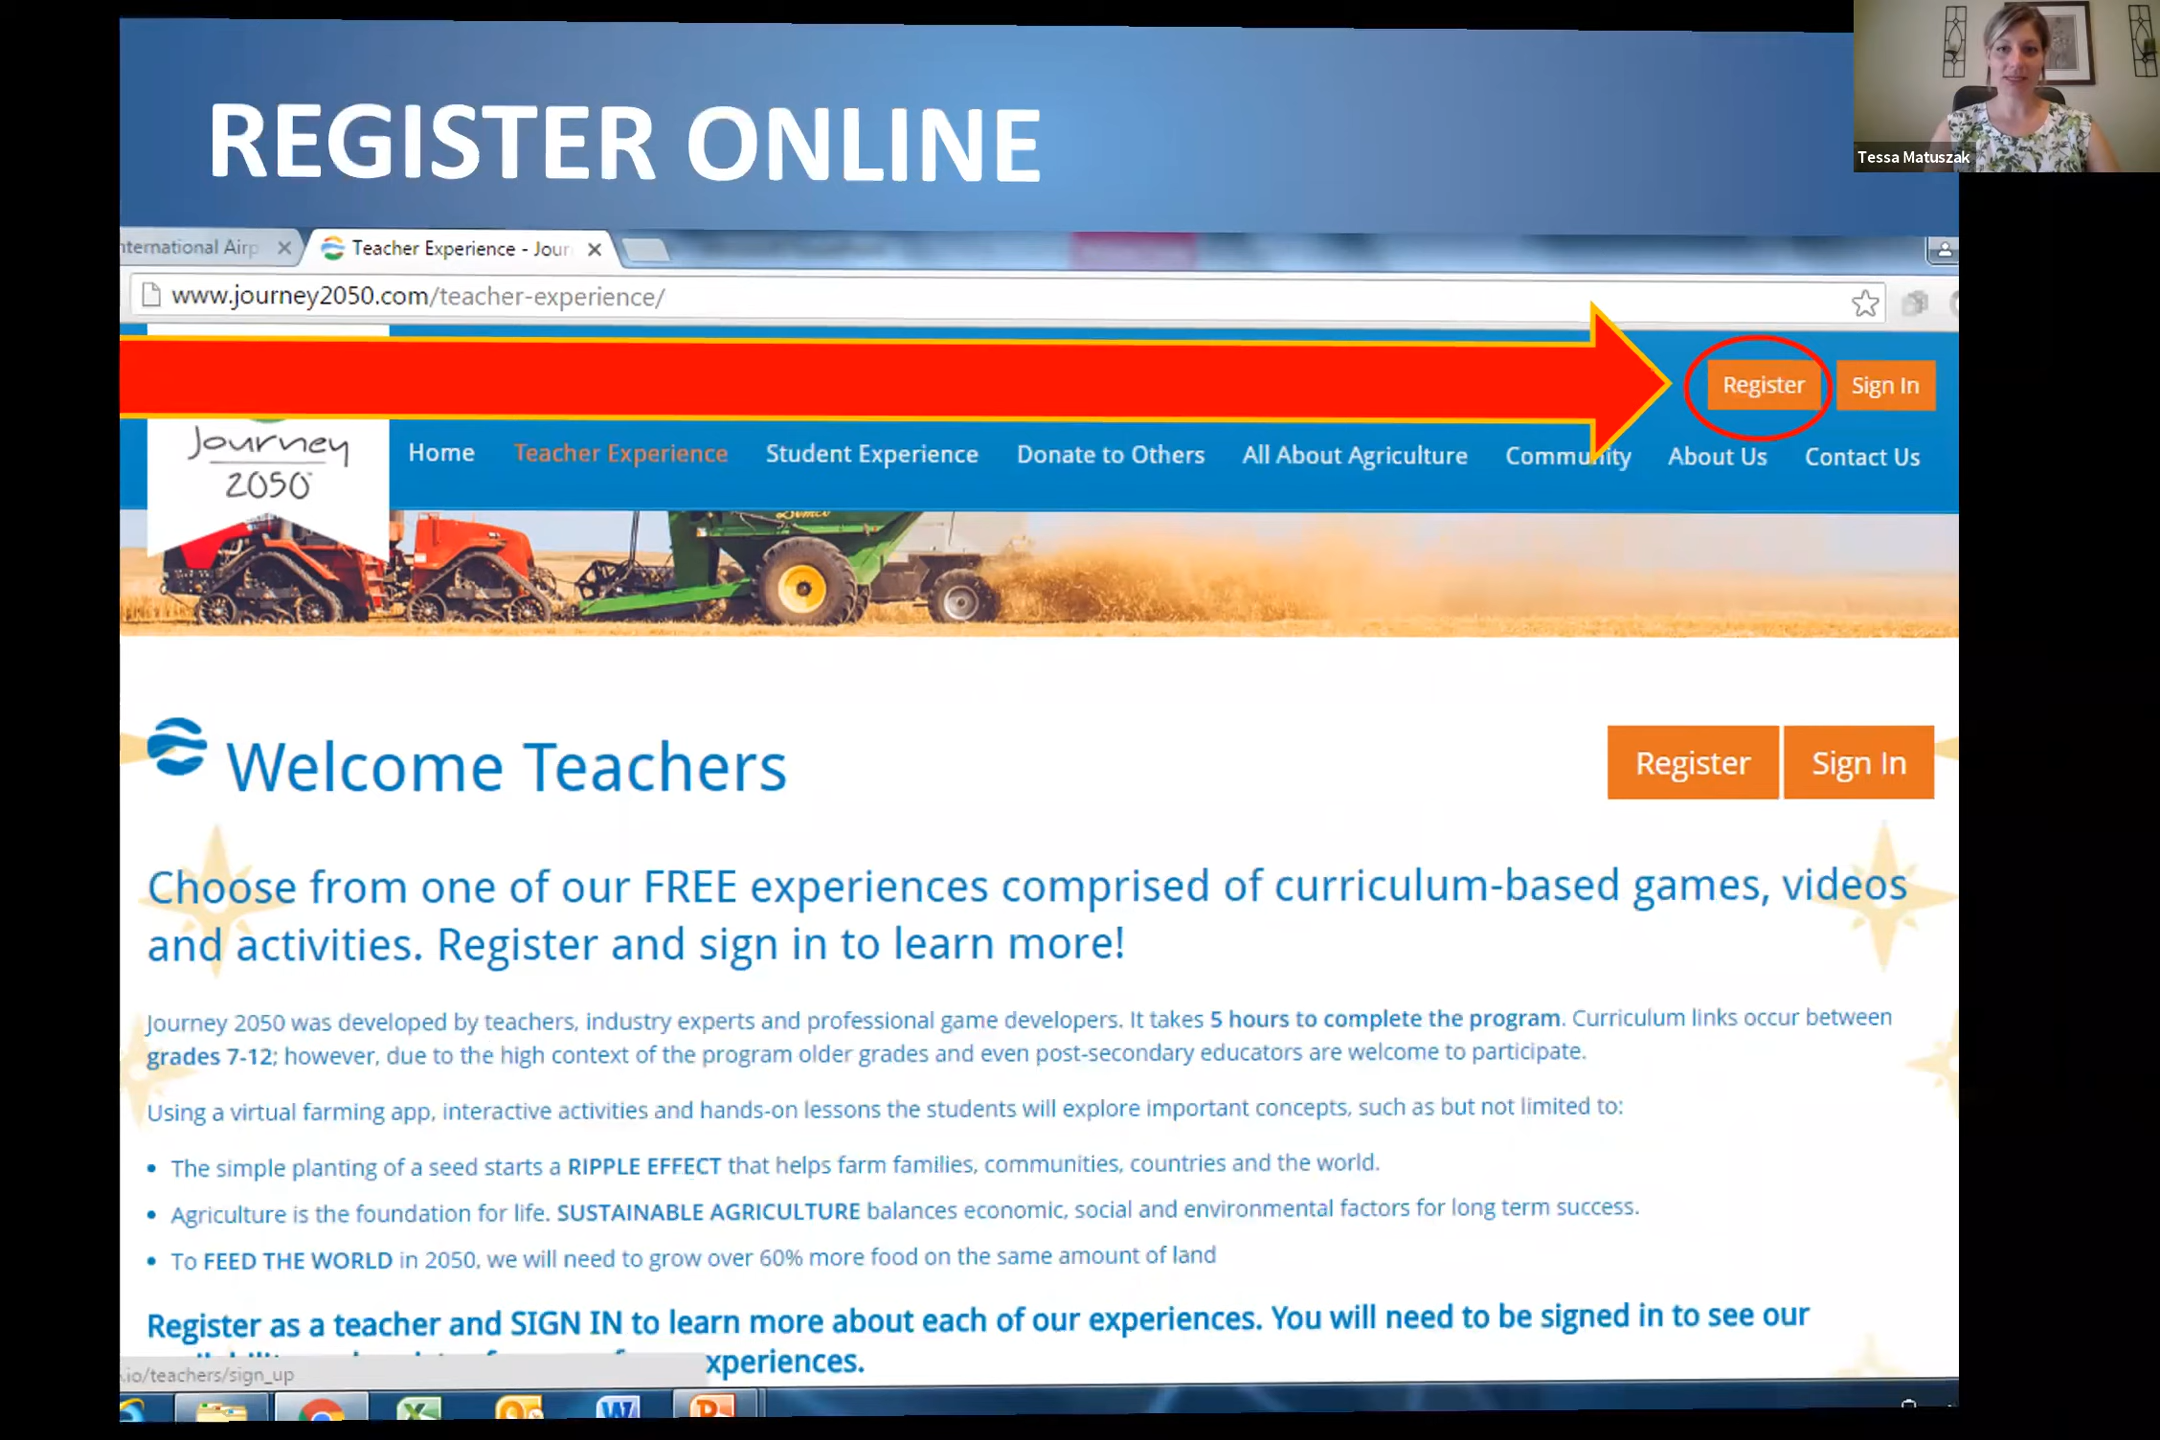 REGISTER ONLINE
Tessa Matuszak
nternational Airp
Teacher Experience - Jour
www.journey2050.com/teacher-experience/
Register
Sign In
Journey
2050
Home
Teacher Experience
Student Experience
Donate to Others
All About Agriculture
Community
About Us
Contact Us
Welcome Teachers
Register
Sign In
Choose from one of our FREE experiences comprised of curriculum-based games, videos
and activities. Register and sign in to learn more!
Journey 2050 was developed by teachers, industry experts and professional game developers. It takes 5 hours to complete the program. Curriculum links occur between
grades 7-12; however, due to the high context of the program older grades and even post-secondary educators are welcome to participate.
Using a virtual farming app, interactive activities and hands-on lessons the students will explore important concepts, such as but not limited to:
• The simple planting of a seed starts a RIPPLE EFFECT that helps farm families, communities, countries and the world.
• Agriculture is the foundation for life. SUSTAINABLE AGRICULTURE balances economic, social and environmental factors for long term success.
• To FEED THE WORLD in 2050, we will need to grow over 60% more food on the same amount of land
Register as a teacher and SIGN IN to learn more about each of our experiences. You will need to be signed in to see our
xperiences.
.io/teachers/sign_up